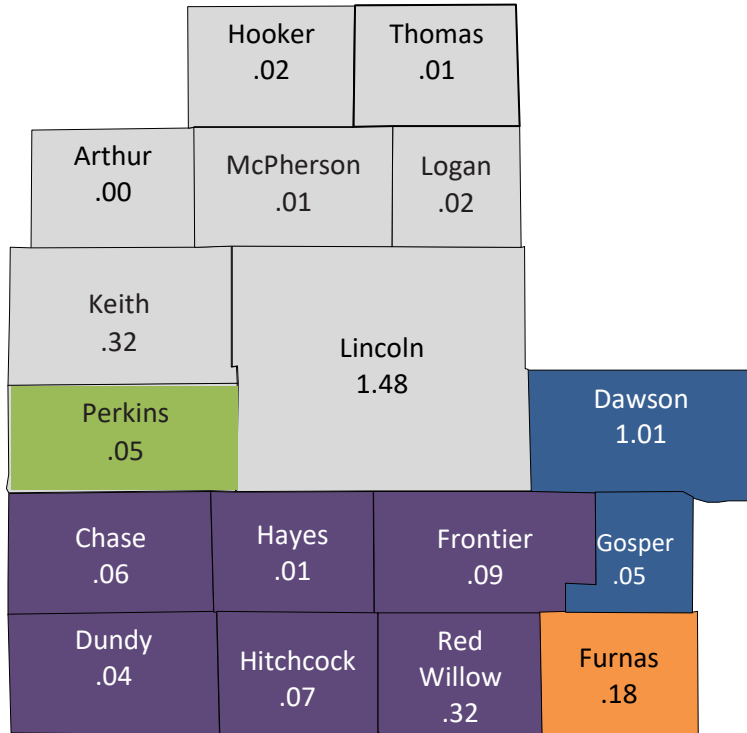 Hooker
.02
Thomas
.01
Arthur
.00
McPherson
.01
Logan
.02
Keith
.32
Lincoln
1.48
Perkins
.05
Dawson
1.01
Chase
.06
Hayes
.01
Frontier
.09
Gosper
.05
Dundy
.04
Hitchcock
.07
Red
Willow
.32
Furnas
.18